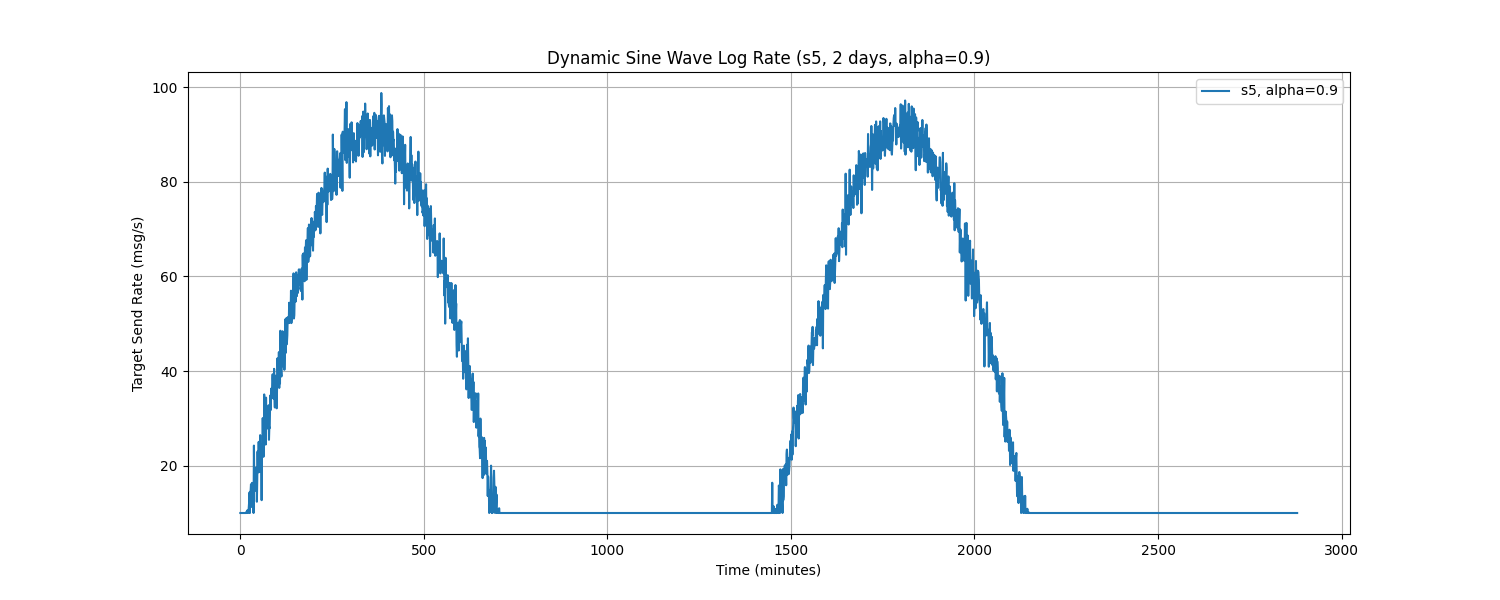 Dynamic Sine Wave Log Rate (s5, 2 days, alpha=0.9)
s5, alpha=0.9
Target Send Rate (msg/s)
100
80
60
40
20
0 500 1000 1500 2000 2500 3000
Time (minutes)